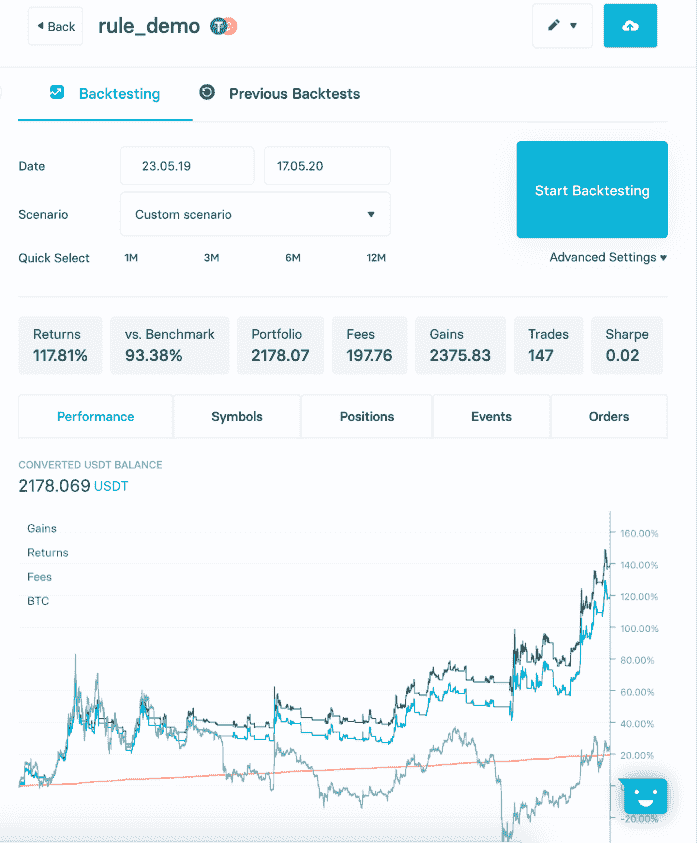 Back rule_demo
Backtesting Previous Backtests
Date 23.05.19 17.05.20
Start Backtesting
Scenario Custom scenario
Quick Select 1M 3M 6M 12M Advanced Settings
Returns vs. Benchmark Portfolio Fees Gains Trades Sharpe
117.81% 93.38% 2178.07 197.76 2375.83 147 0.02
Performance Symbols Positions Events Orders
CONVERTED USDT BALANCE
2178.069 USDT
Gains
160.00%
Returns
140.00%
Fees
120.00%
BTC
100.00%
80.00%
60.00%
40.00%
20.00%
-20.00%